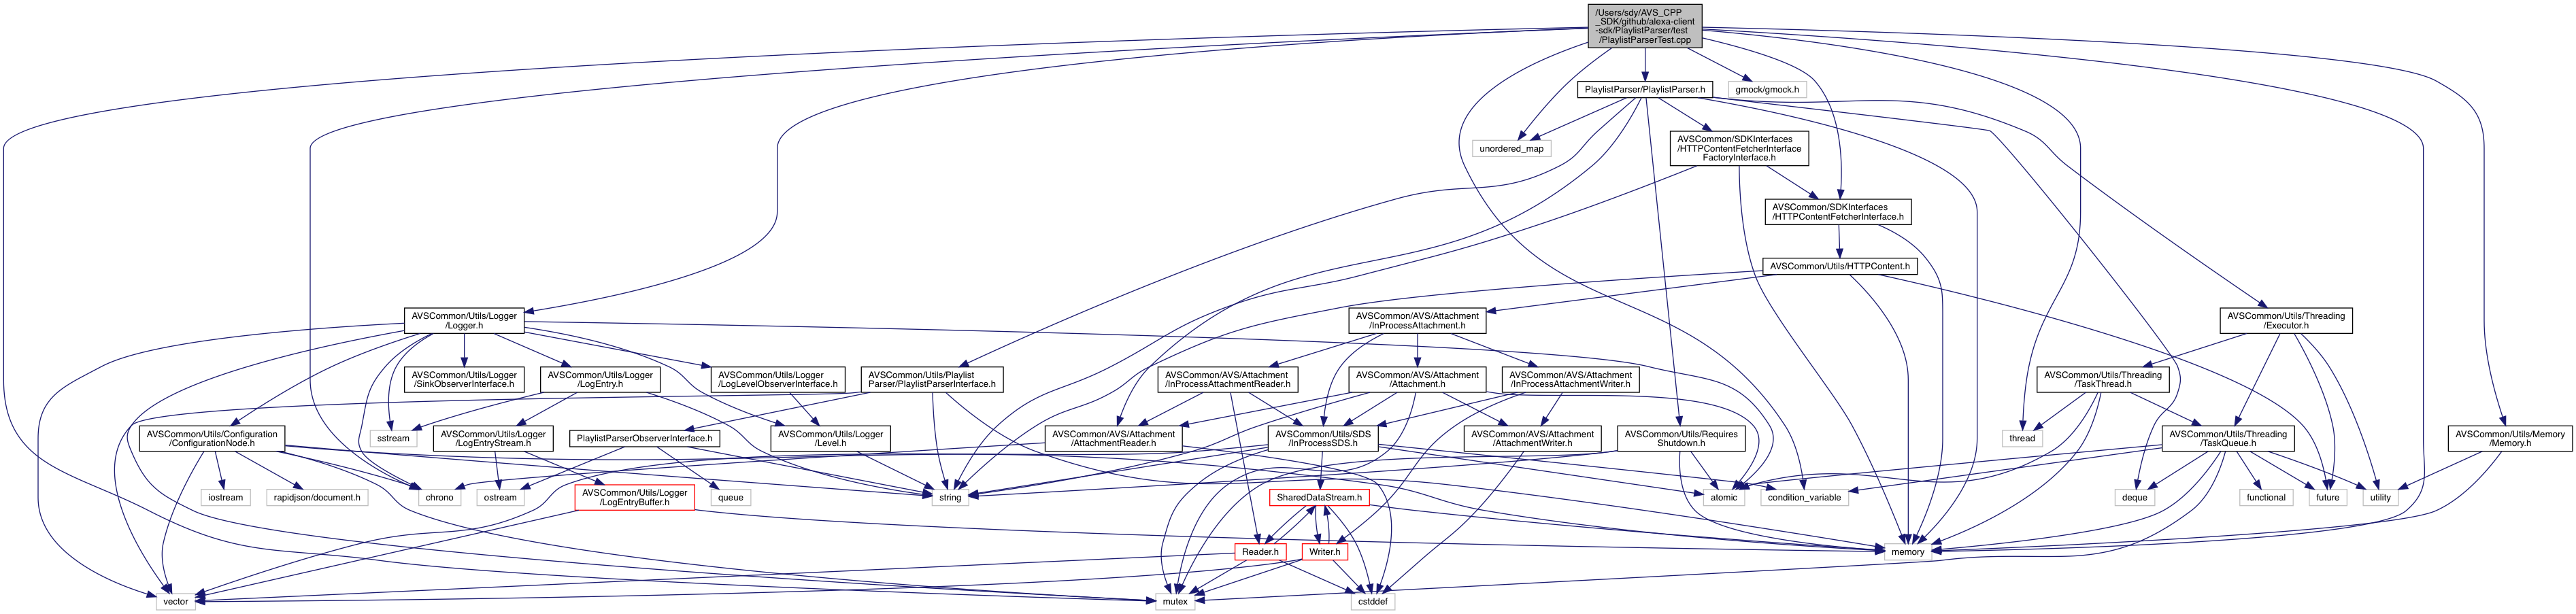 /Users/sdy/AVS_CPP
_SDK/github/alexa-client
-sdk/PlaylistParser/test
/PlaylistParserTest.cpp
PlaylistParser/PlaylistParser.h
gmock/gmock.h
unordered_map
AVSCommon/SDKInterfaces
/HTTPContentFetcherInterface
FactoryInterface.h
AVSCommon/SDKInterfaces
/HTTPContentFetcherInterface.h
AVSCommon/Utils/HTTPContent.h
AVSCommon/Utils/Logger
/Logger.h
AVSCommon/AVS/Attachment
/InProcessAttachment.h
AVSCommon/Utils/Threading
/Executor.h
AVSCommon/Utils/Logger
/SinkObserverInterface.h
AVSCommon/Utils/Logger
/LogEntry.h
AVSCommon/Utils/Logger
/LogLevelObserverInterface.h
AVSCommon/Utils/Playlist
Parser/PlaylistParserInterface.h
AVSCommon/AVS/Attachment
/InProcessAttachmentReader.h
AVSCommon/AVS/Attachment
/Attachment.h
AVSCommon/AVS/Attachment
/InProcessAttachmentWriter.h
AVSCommon/Utils/Threading
/TaskThread.h
AVSCommon/Utils/Configuration
/ConfigurationNode.h
sstream
AVSCommon/Utils/Logger
/LogEntryStream.h
PlaylistParserObserverInterface.h
AVSCommon/Utils/Logger
/Level.h
AVSCommon/AVS/Attachment
/AttachmentReader.h
AVSCommon/Utils/SDS
/InProcessSDS.h
AVSCommon/AVS/Attachment
/AttachmentWriter.h
AVSCommon/Utils/Requires
Shutdown.h
thread
AVSCommon/Utils/Threading
/TaskQueue.h
AVSCommon/Utils/Memory
/Memory.h
iostream
rapidjson/document.h
chrono
ostream
AVSCommon/Utils/Logger
/LogEntryBuffer.h
queue
string
SharedDataStream.h
atomic
condition_variable
deque
functional
future
utility
Reader.h
Writer.h
memory
vector
mutex
cstddef